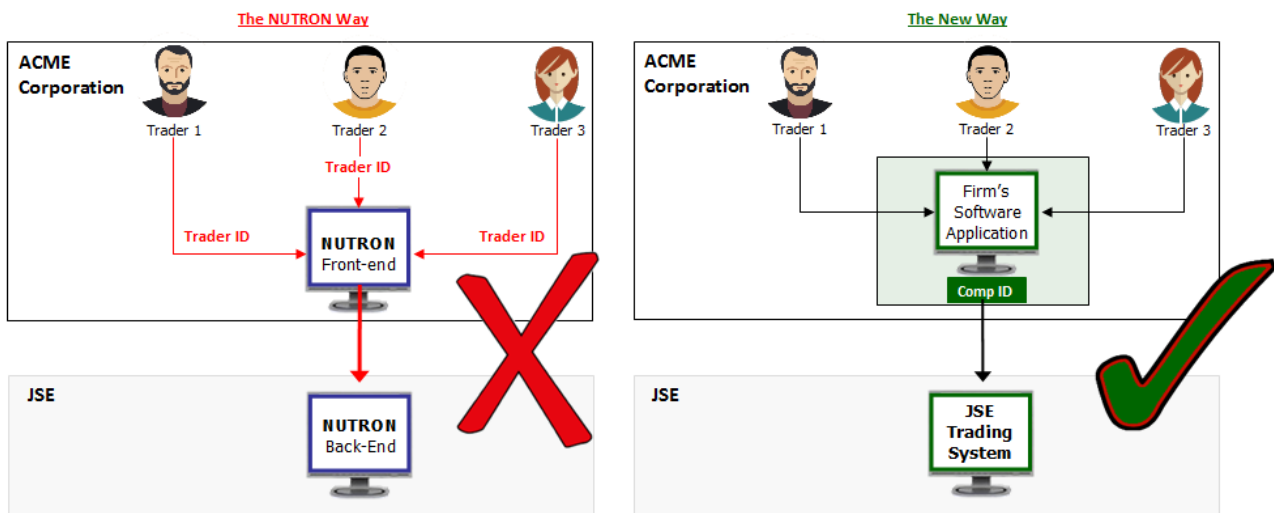 The NUTRON Way
ACME
Corporation
Trader 1
Trader 2
Trader 3
Trader ID
Trader ID
Trader ID
NUTRON
Front-end
JSE
NUTRON
Back-End
The New Way
ACME
Corporation
Trader 1
Trader 2
Trader 3
Firm's
Software
Application
Comp ID
JSE
JSE
Trading
System